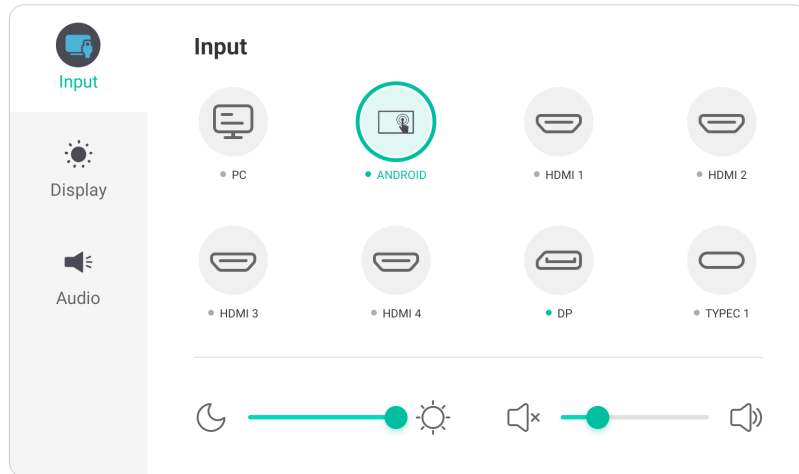 Input
Display
Audio
Input
PC
ANDROID
HDMI 1
HDMI 2
HDMI 3
HDMI 4
DP
TYPEC 1